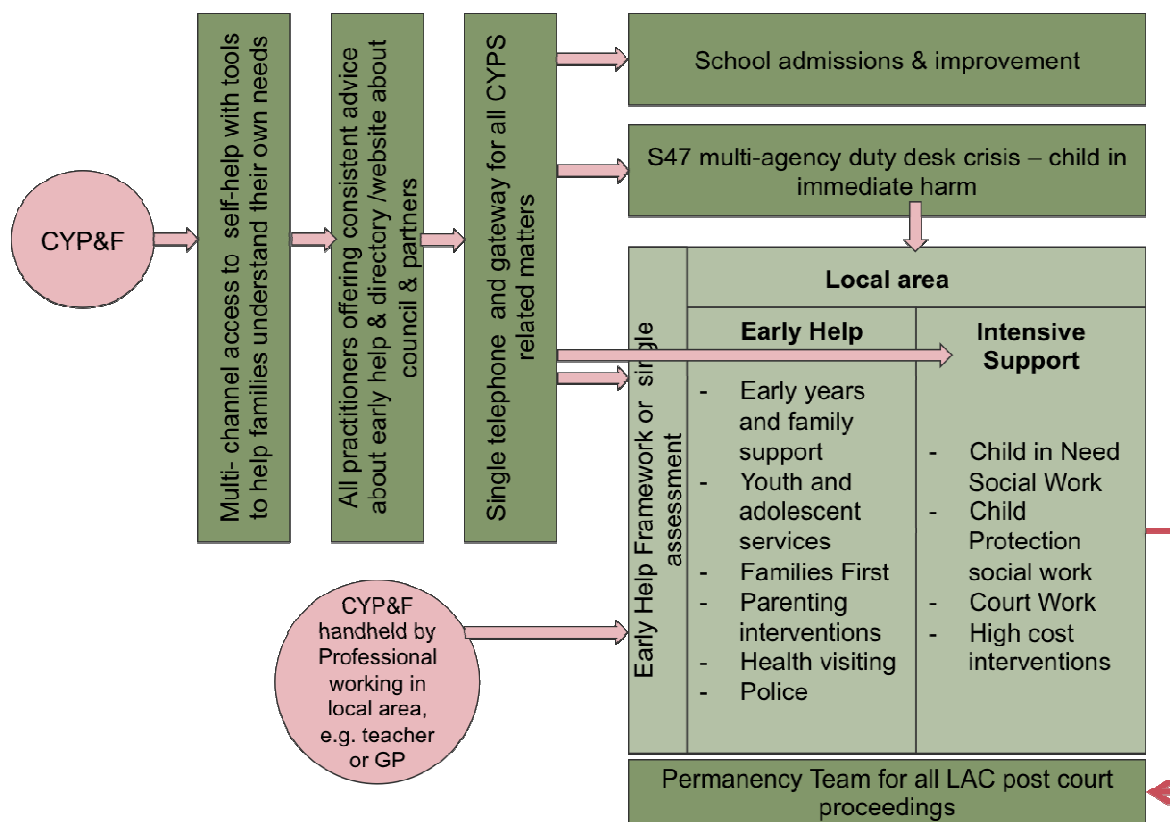 CYP&F
Multi- channel access to  self-help with tools
to help families understand their own needs
All practitioners offering consistent advice
about early help & directory /website about
council & partners
Single telephone  and gateway for all CYPS
related matters
School admissions & improvement
S47 multi-agency duty desk crisis – child in
immediate harm
Early Help Framework or  single
assessment
Local area
Early Help
- Early years
and family
support
- Youth and
adolescent
services
- Families First
- Parenting
interventions
- Health visiting
- Police
Intensive
Support
- Child in Need
Social Work
- Child
Protection
social work
- Court Work
- High cost
interventions
CYP&F
handheld by
Professional
working in
local area,
e.g. teacher
or GP
Permanency Team for all LAC post court
proceedings